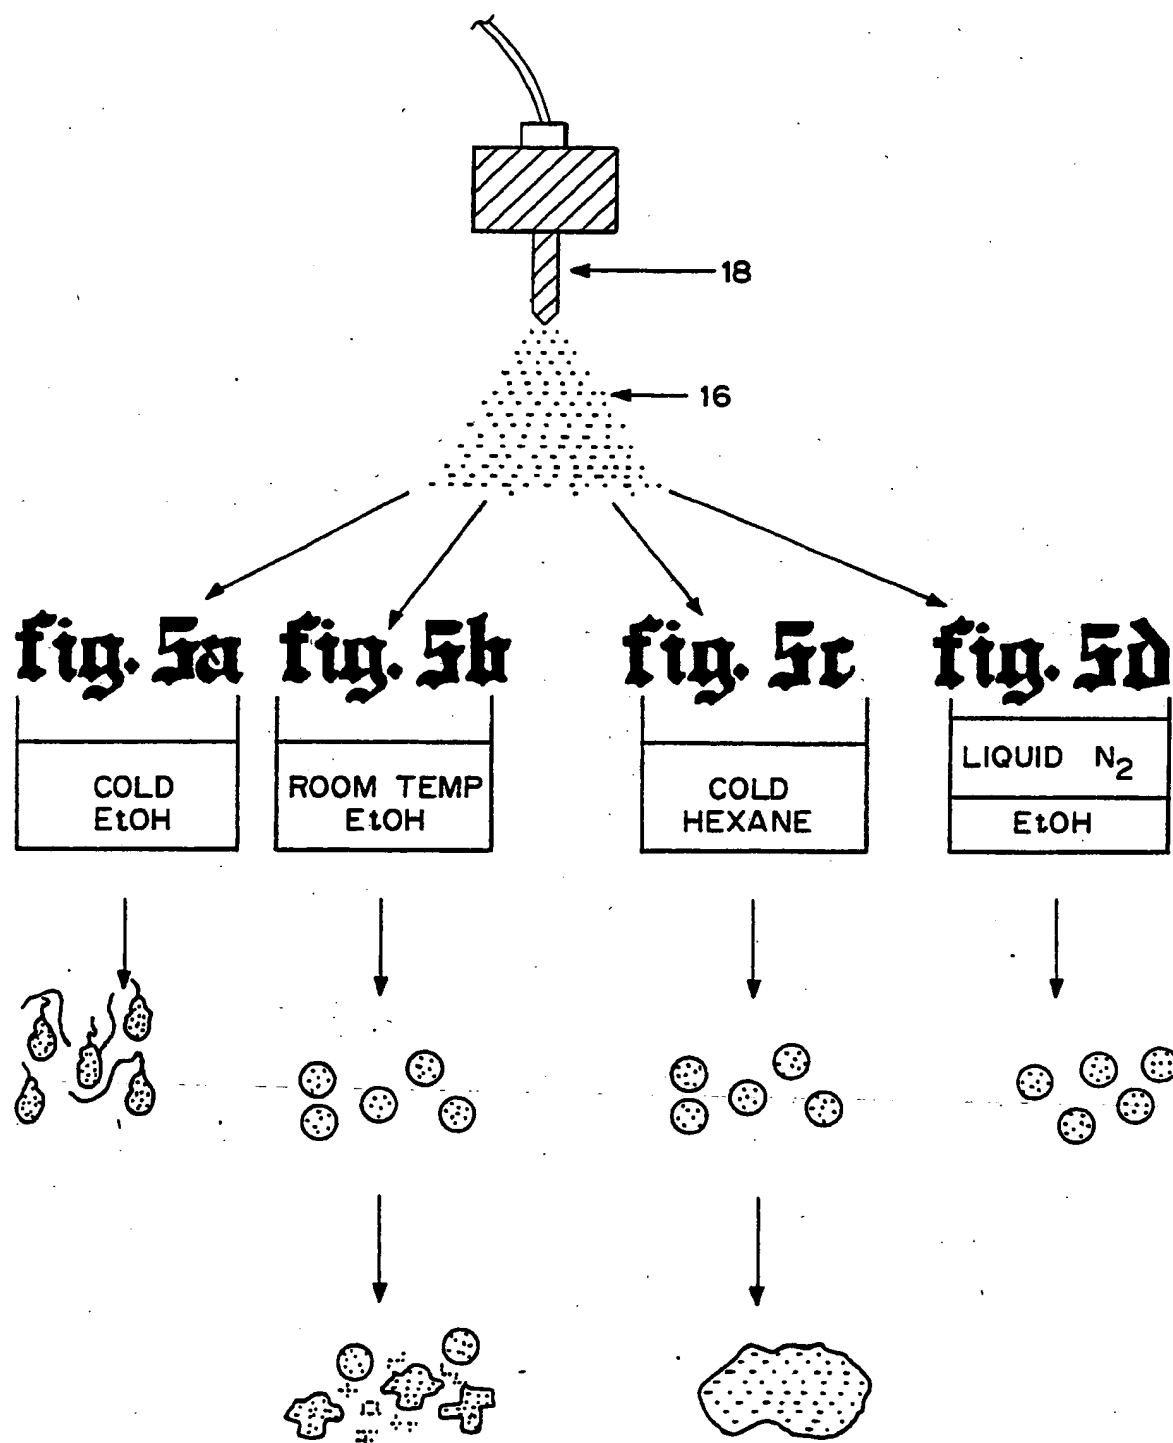 18
16
fig. 5a fig. 5b fig. 5c fig. 5d
COLD
EtOH
ROOM TEMP
EtOH
COLD
HEXANE
LIQUID N₂
EtOH